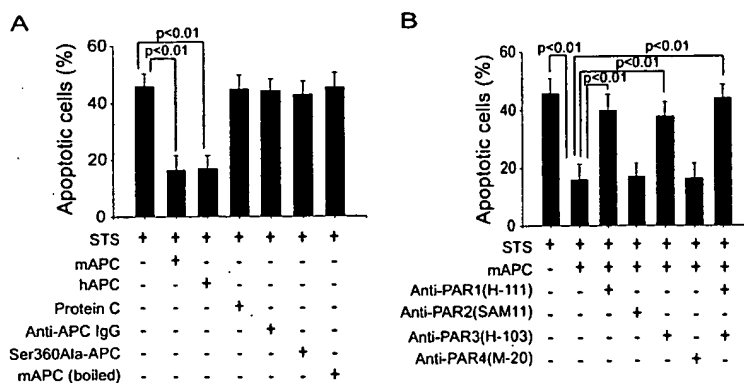 A
p<0.01
p<0.01
Apoptotic cells (%)
60
40
20
0
STS + + + + + + +
mAPC - + - - - - -
hAPC - - + - - - -
Protein C - - - + - - -
Anti-APC IgG - - - - + - -
Ser360Ala-APC - - - - - + -
mAPC (boiled) - - - - - - +
B
p<0.01
p<0.01
p<0.01
p<0.01
Apoptotic cells (%)
60
40
20
0
STS + + + + + + +
mAPC - + + + + + +
Anti-PAR1(H-111) - - + - - - +
Anti-PAR2(SAM11) - - - + - - -
Anti-PAR3(H-103) - - - - + - +
Anti-PAR4(M-20) - - - - - + -